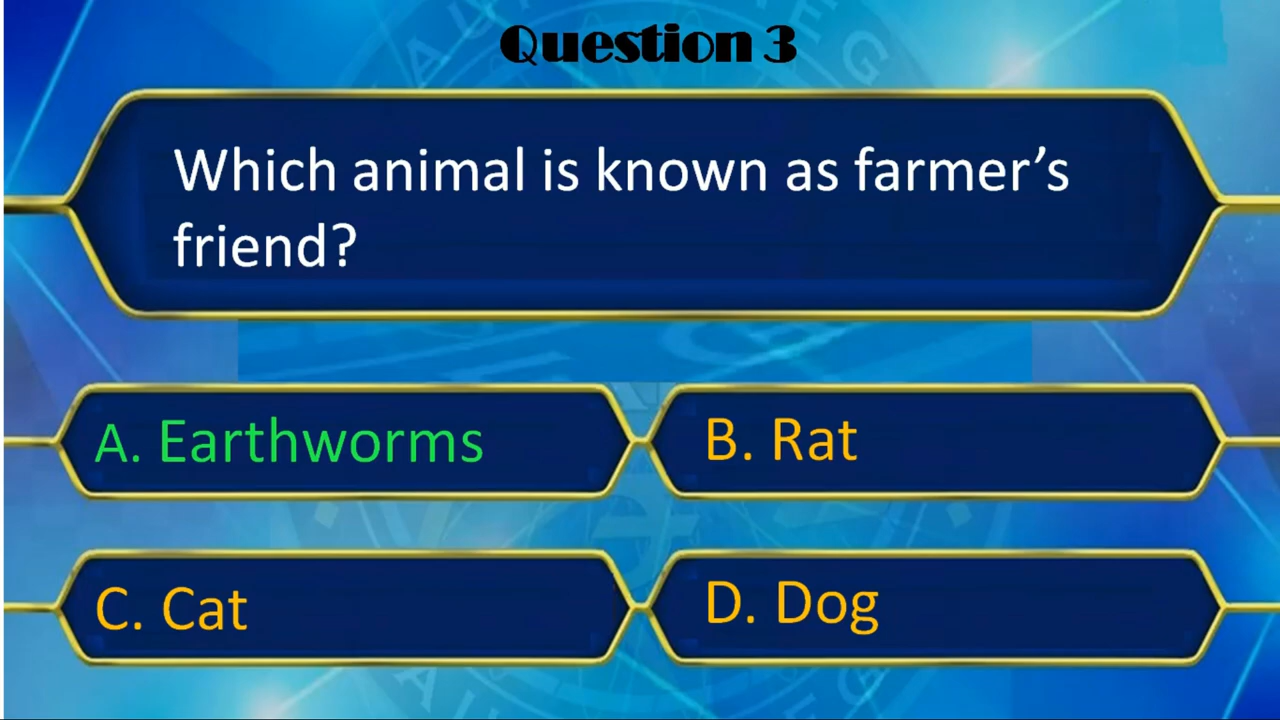 Question 3
Which animal is known as farmer’s
friend?
A. Earthworms
B. Rat
C. Cat
D. Dog